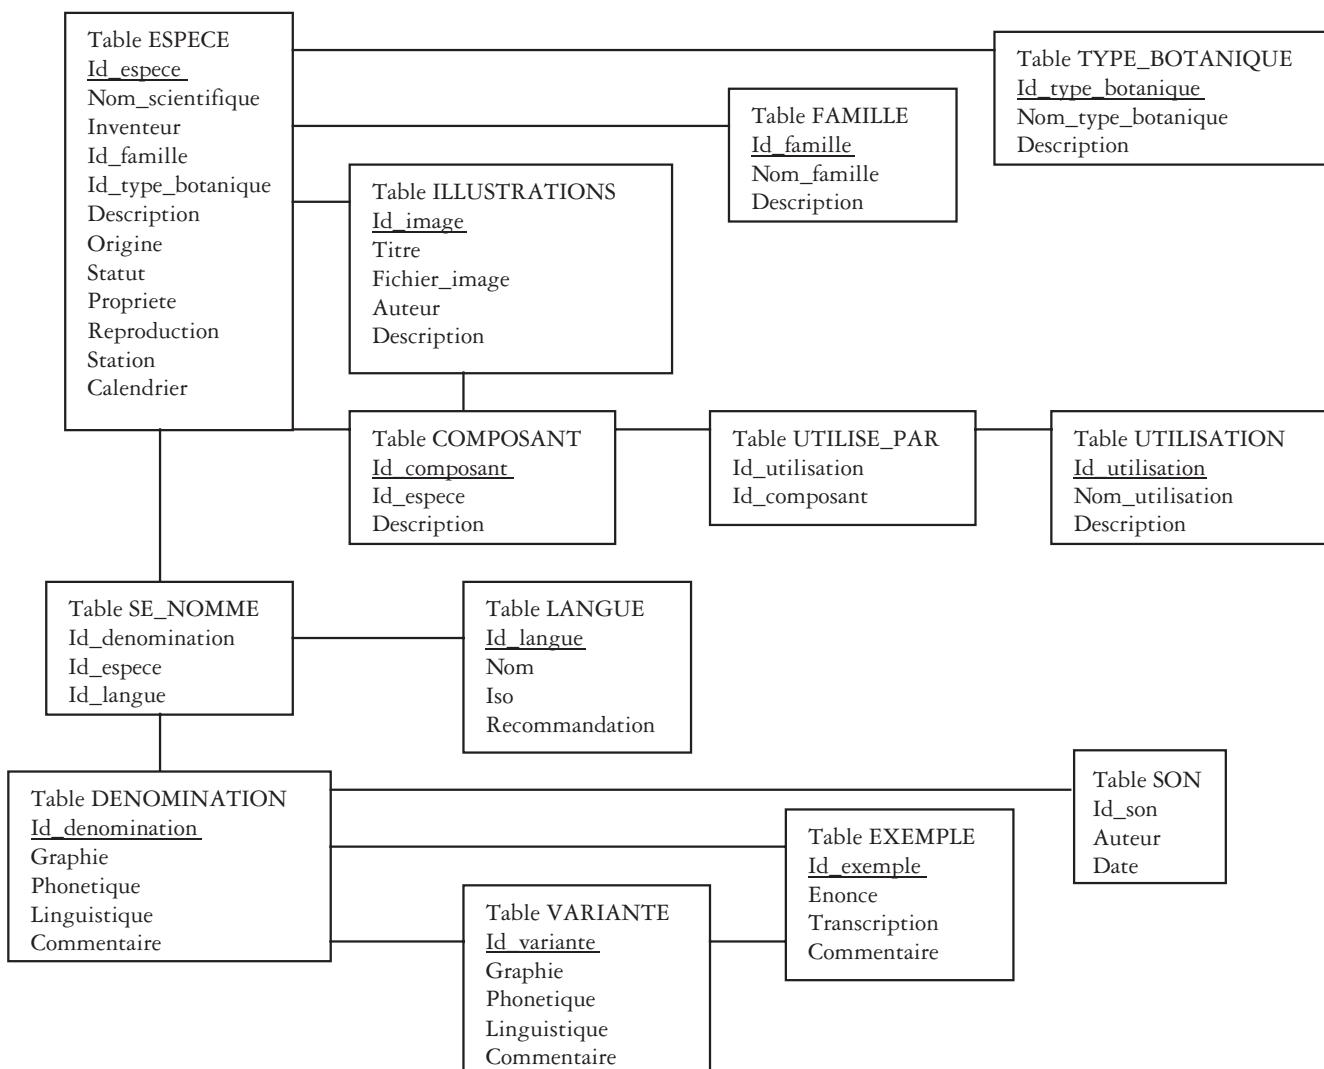 Table ESPECE
Id_espece
Nom_scientifique
Inventeur
Id_famille
Id_type_botanique
Description
Origine
Statut
Propriete
Reproduction
Station
Calendrier
Table TYPE_BOTANIQUE
Id_type_botanique
Nom_type_botanique
Description
Table FAMILLE
Id_famille
Nom_famille
Description
Table ILLUSTRATIONS
Id_image
Titre
Fichier_image
Auteur
Description
Table COMPOSANT
Id_composant
Id_espece
Description
Table UTILISE_PAR
Id_utilisation
Id_composant
Table UTILISATION
Id_utilisation
Nom_utilisation
Description
Table SE_NOMME
Id_denomination
Id_espece
Id_langue
Table LANGUE
Id_langue
Nom
Iso
Recommandation
Table DENOMINATION
Id_denomination
Graphie
Phonetique
Linguistique
Commentaire
Table SON
Id_son
Auteur
Date
Table EXEMPLE
Id_exemple
Enonce
Transcription
Commentaire
Table VARIANTE
Id_variante
Graphie
Phonetique
Linguistique
Commentaire